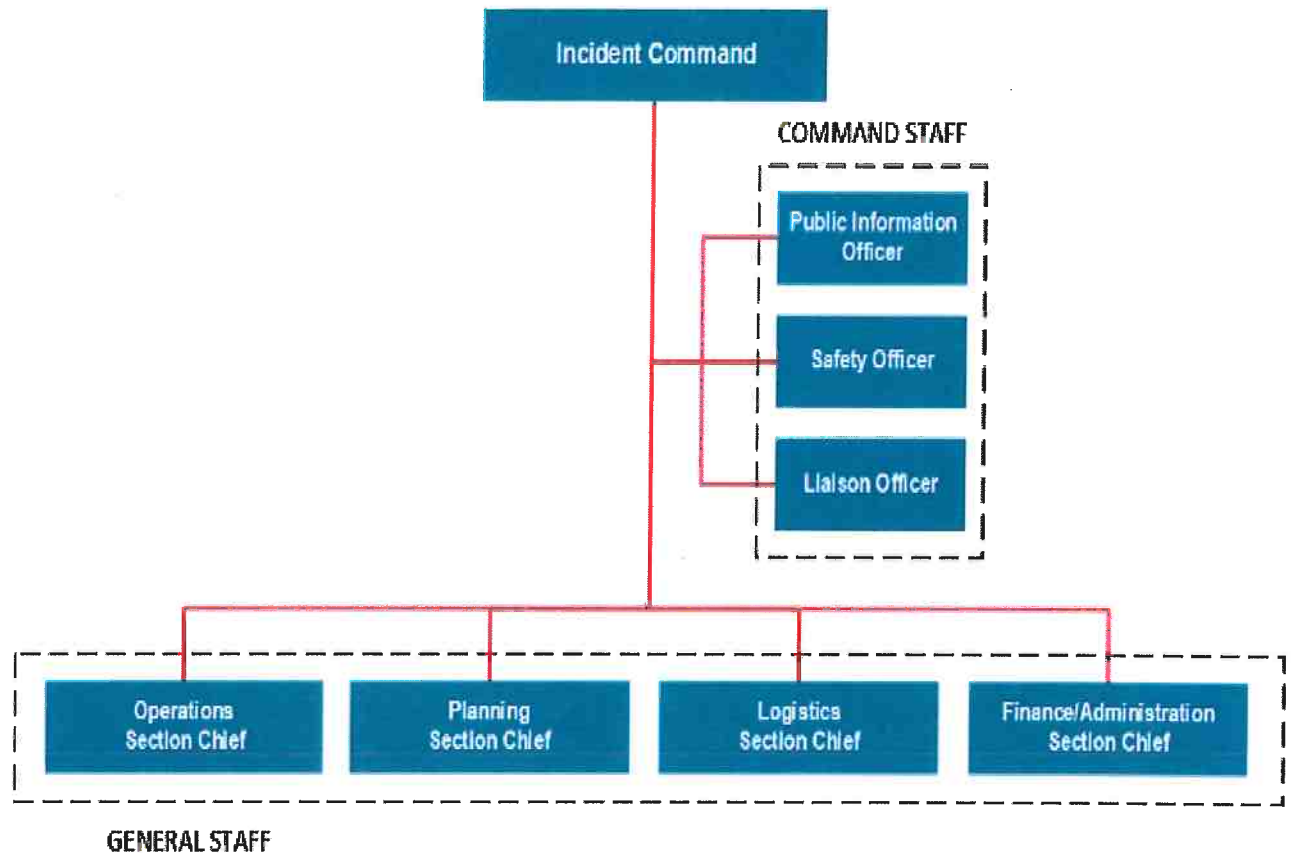 Incident Command
COMMAND STAFF
Public Information
Officer
Safety Officer
Liaison Officer
Operations
Section Chief
Planning
Section Chief
Logistics
Section Chief
Finance/Administration
Section Chief
GENERAL STAFF